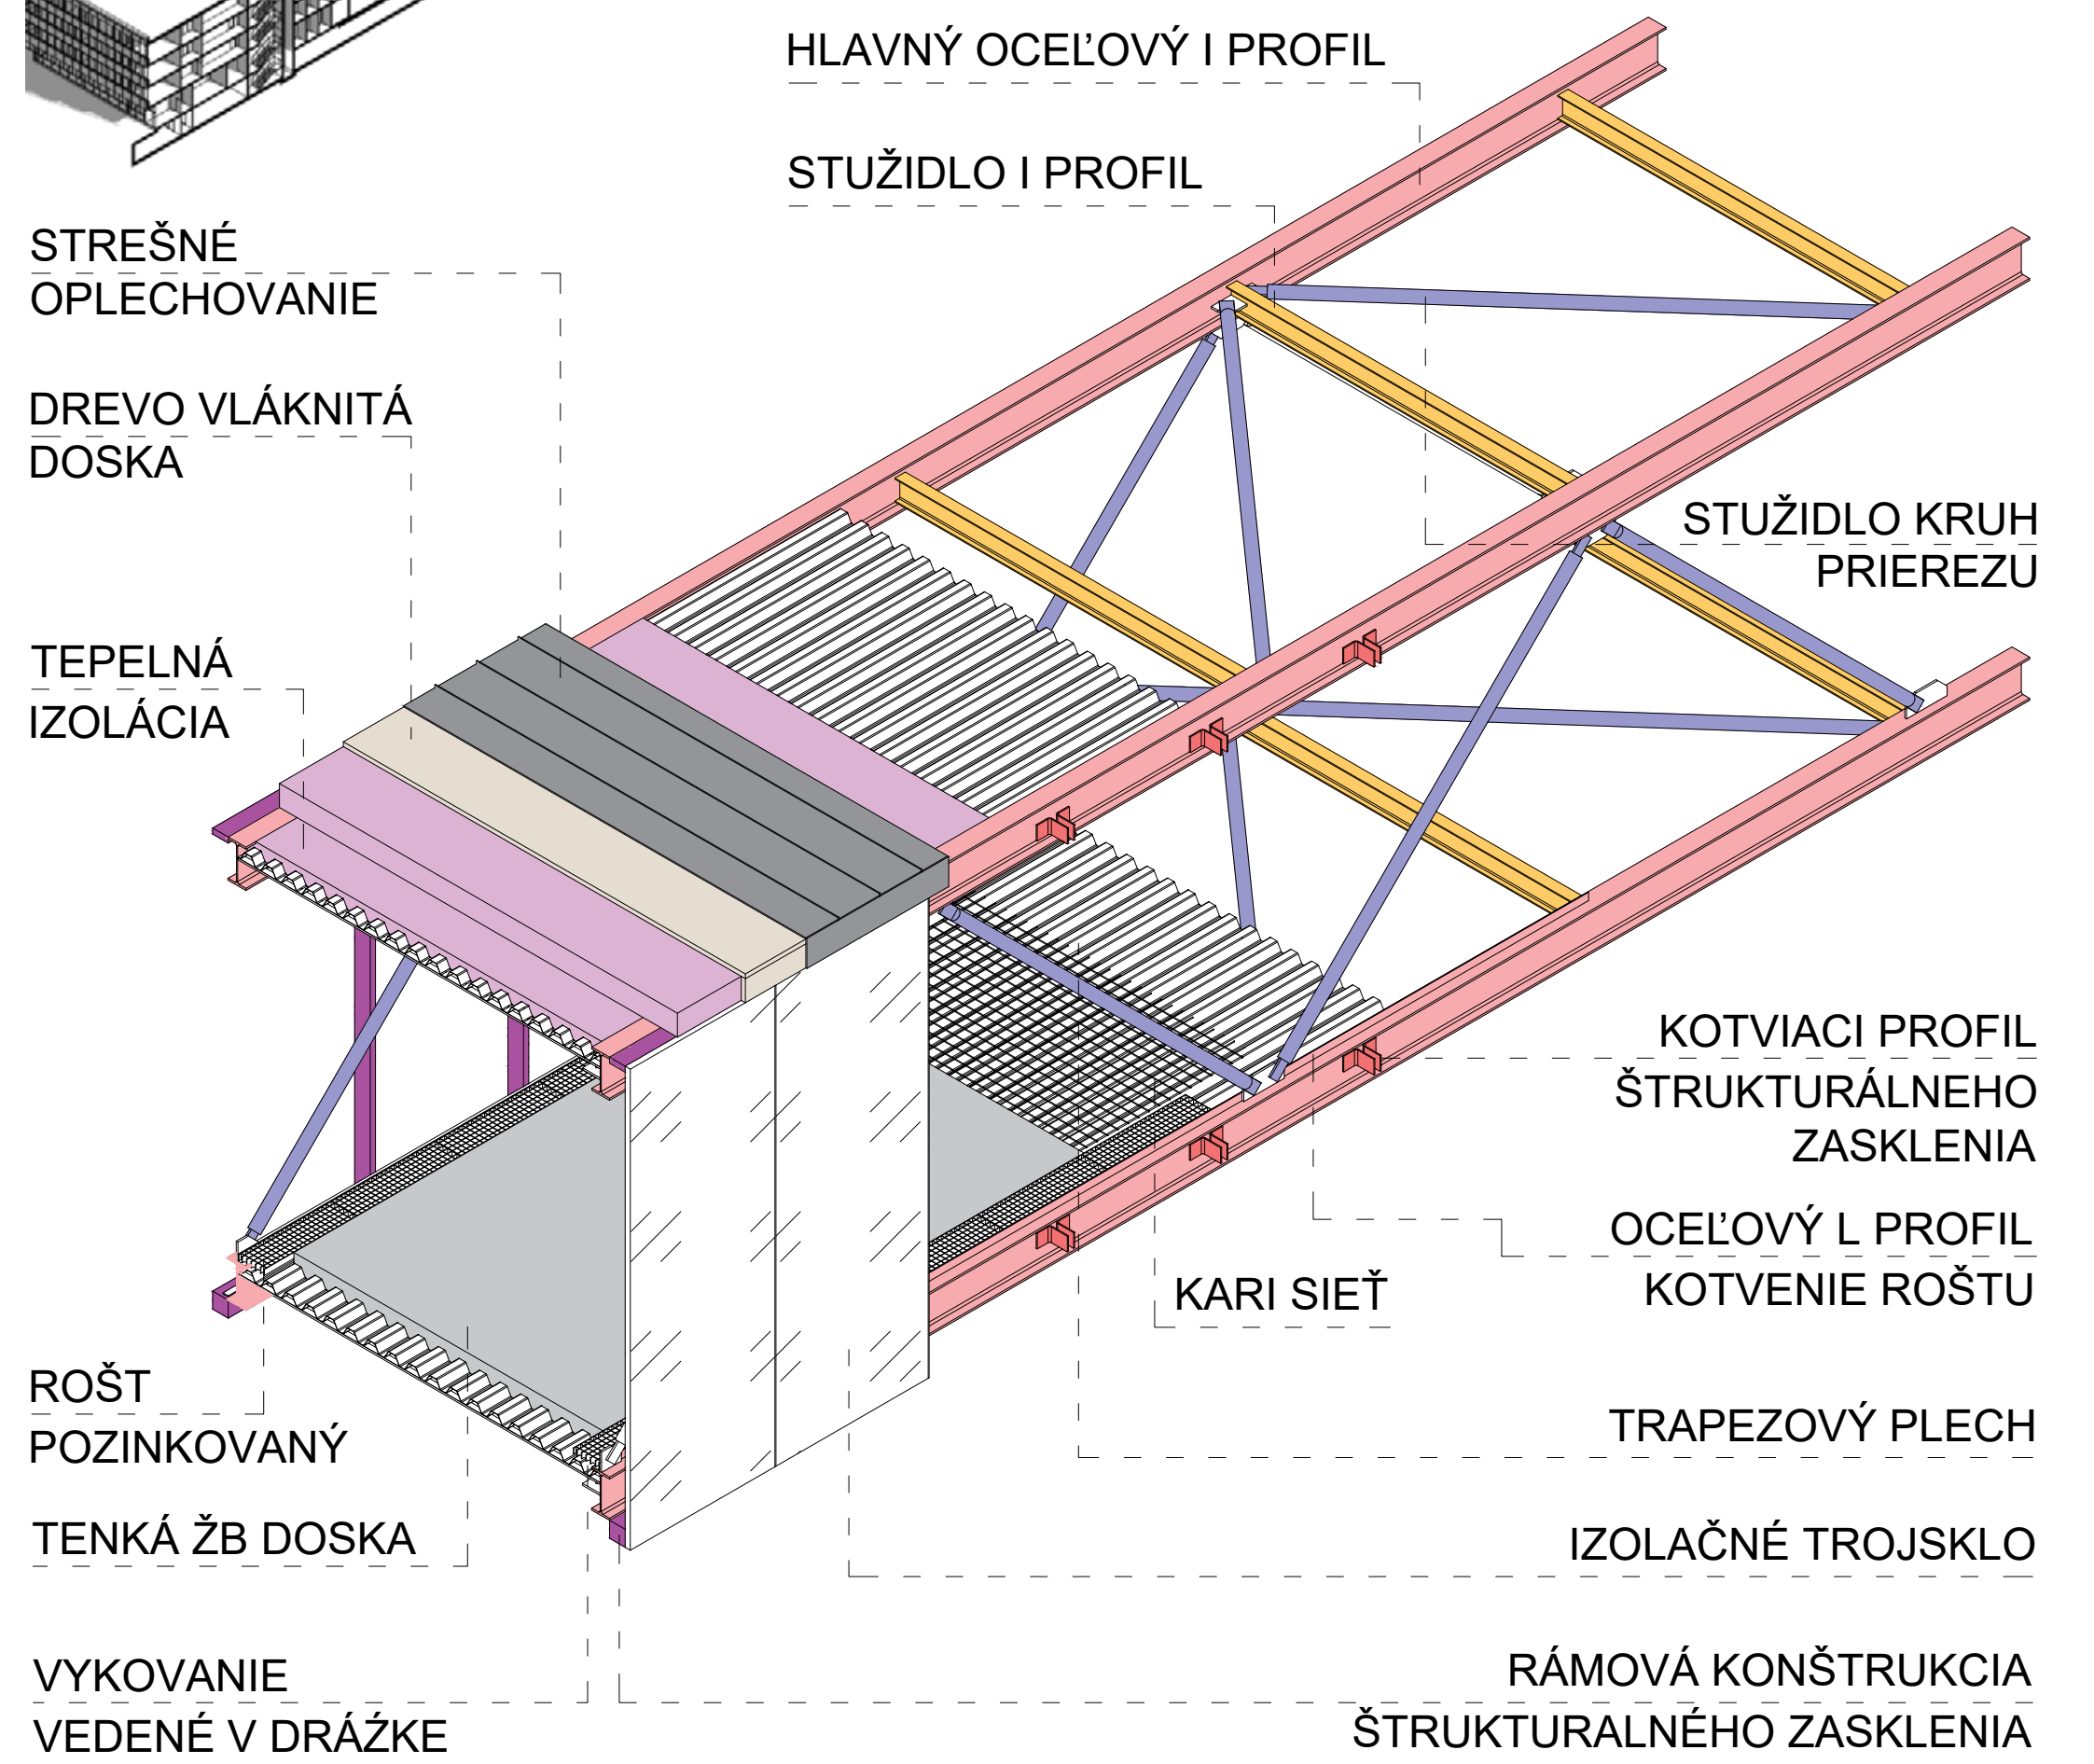 HLAVNÝ OCEĽOVÝ I PROFIL
STUŽIDLO I PROFIL
STREŠNÉ
OPLECHOVANIE
DREVO VLÁKNITÁ
DOSKA
STUŽIDLO KRUH
PRIEREZU
TEPELNÁ
IZOLÁCIA
KOTVIACI PROFIL
ŠTRUKTURÁLNEHO
ZASKLENIA
OCEĽOVÝ L PROFIL
KOTVENIE ROŠTU
KARI SIEŤ
ROŠT
POZINKOVANÝ
TRAPEZOVÝ PLECH
TENKÁ ŽB DOSKA
IZOLAČNÉ TROJSKLO
VYKOVANIE
VEDENÉ V DRÁŹKE
RÁMOVÁ KONŠTRUKCIA
ŠTRUKTURALNÉHO ZASKLENIA